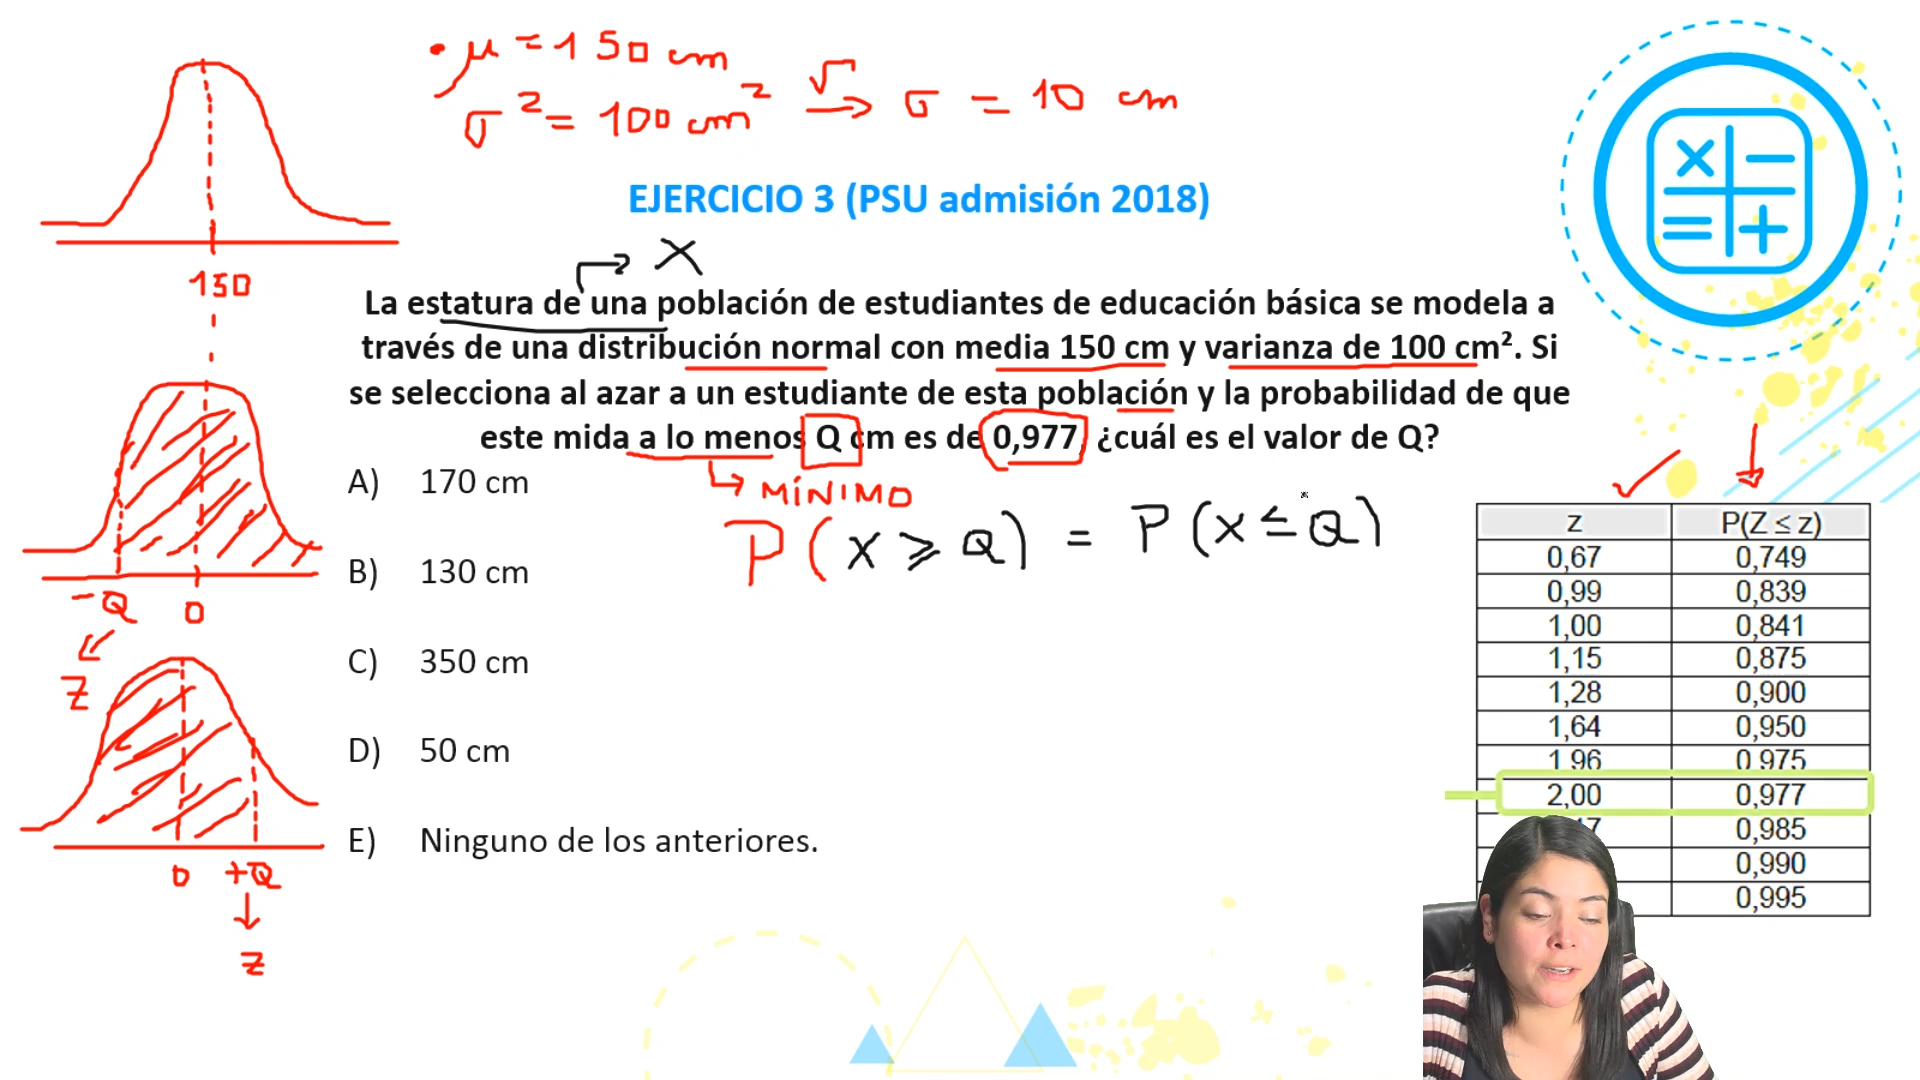 • μ = 150 cm
σ² = 100 cm² √→ σ = 10 cm
EJERCICIO 3 (PSU admisión 2018)
→ X
La estatura de una población de estudiantes de educación básica se modela a
través de una distribución normal con media 150 cm y varianza de 100 cm². Si
se selecciona al azar a un estudiante de esta población y la probabilidad de que
este mida a lo menos Q cm es de 0,977, ¿cuál es el valor de Q?
↳ MÍNIMO
P(X ⩾ Q) = P(X ≤ Q)
A) 170 cm
B) 130 cm
C) 350 cm
D) 50 cm
E) Ninguno de los anteriores.
150
-Q 0
Z
0 +Q
↓
Z
z P(Z ≤ z)
0,67 0,749
0,99 0,839
1,00 0,841
1,15 0,875
1,28 0,900
1,64 0,950
1,96 0,975
2,00 0,977
0,985
0,990
0,995